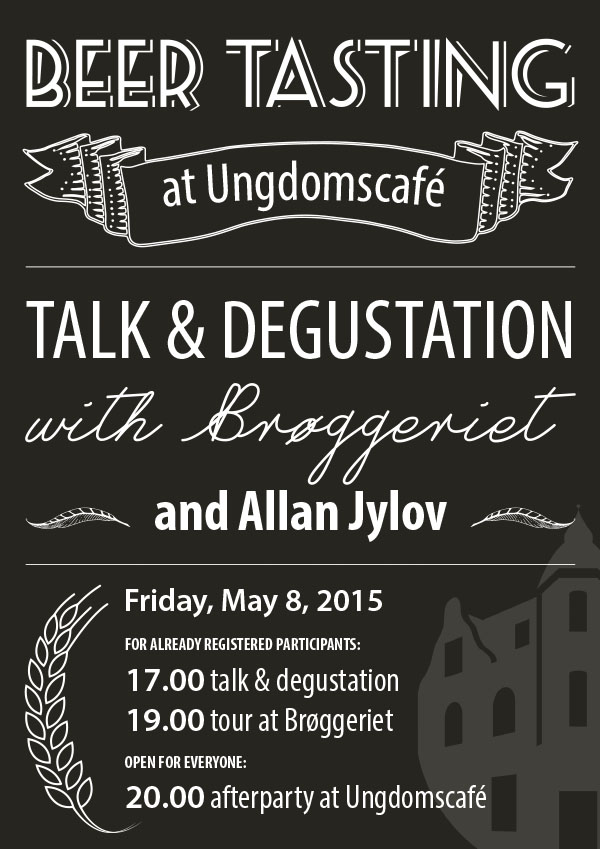 BEER TASTING
at Ungdomscafé
TALK & DEGUSTATION
with Brøggeriet
and Allan Jylov
Friday, May 8, 2015
FOR ALREADY REGISTERED PARTICIPANTS:
17.00 talk & degustation
19.00 tour at Brøggeriet
OPEN FOR EVERYONE:
20.00 afterparty at Ungdomscafé